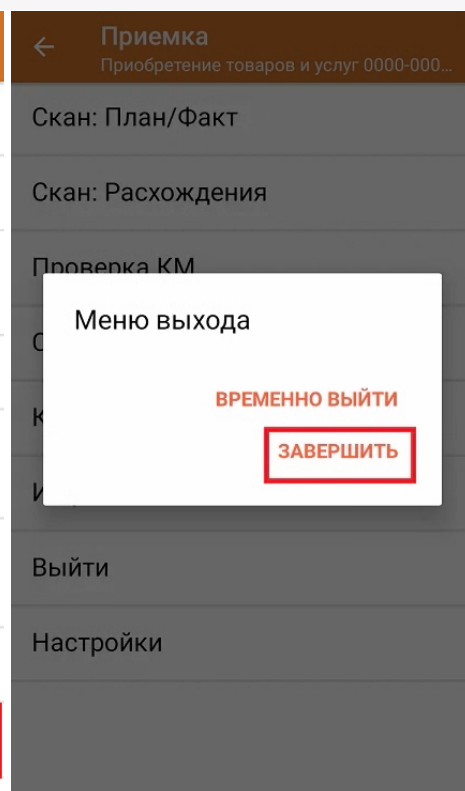 Приемка
Приобретение товаров и услуг 0000-000...
Скан: План/Факт
Скан: Расхождения
Проверка КМ
Меню выхода
ВРЕМЕННО ВЫЙТИ
ЗАВЕРШИТЬ
Выйти
Настройки